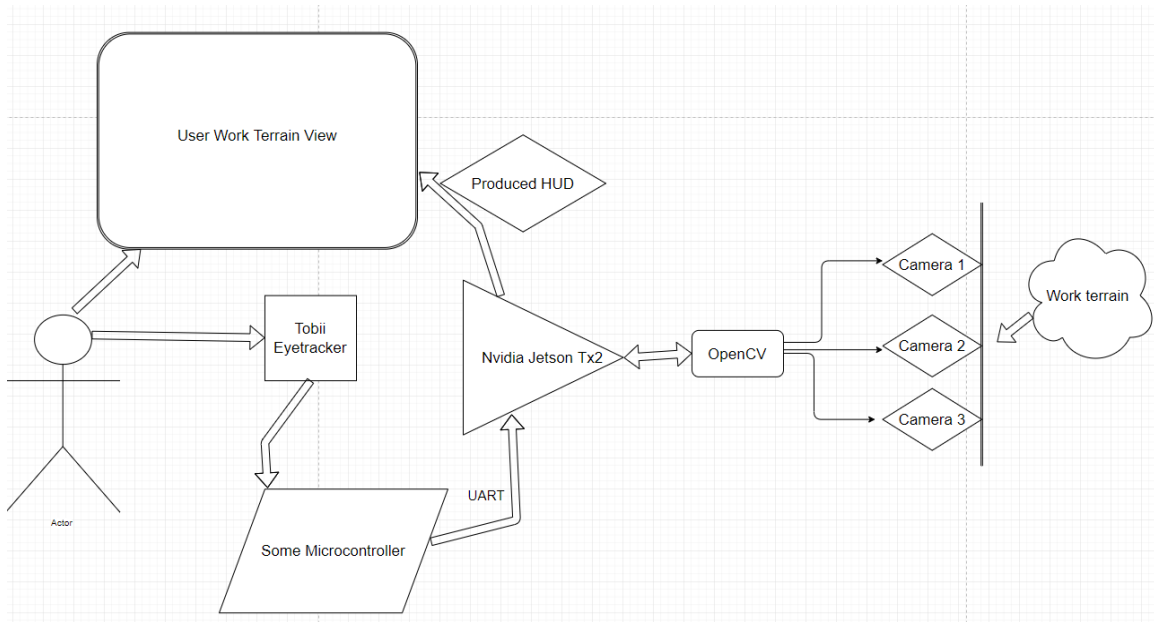 User Work Terrain View
Produced HUD
Camera 1
Work terrain
Tobii
Eyetracker
Nvidia Jetson Tx2
OpenCV
Camera 2
Camera 3
UART
Actor
Some Microcontroller